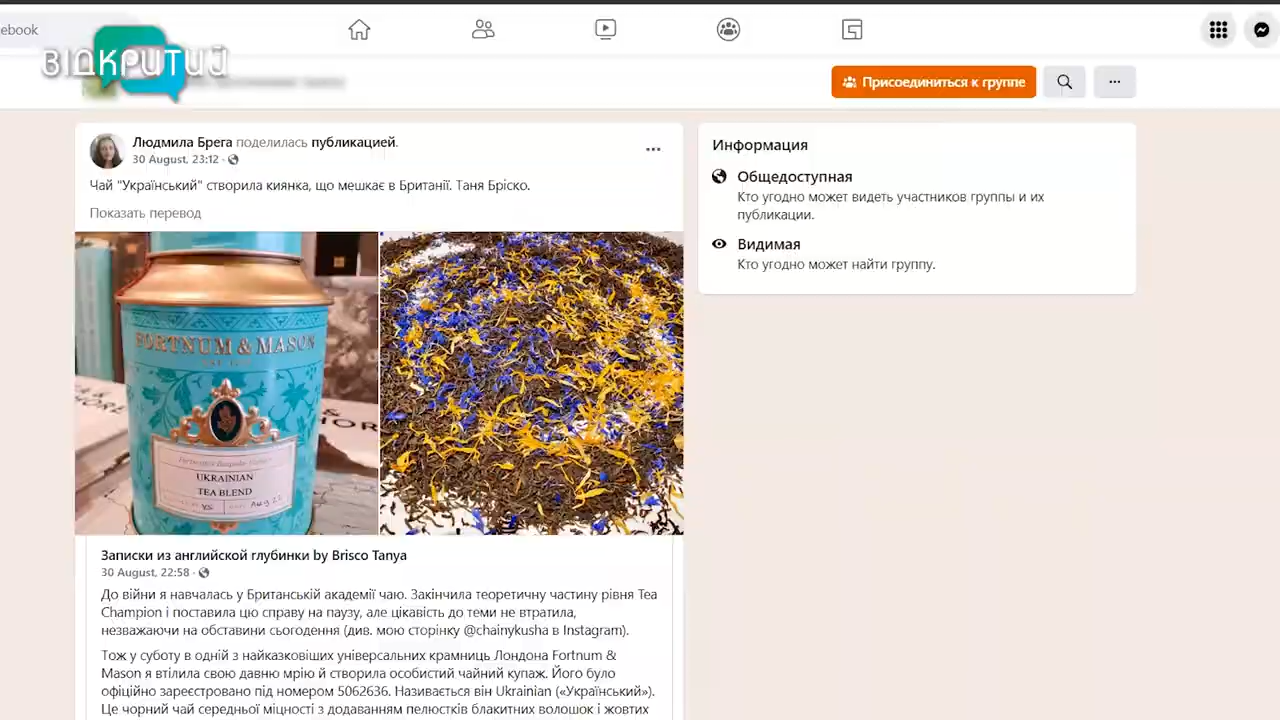 ebook
ВІДКРИТИЙ
Присоединиться к группе
Людмила Брега поделилась публикацией.
30 August, 23:12 ·
Чай "Український" створила киянка, що мешкає в Британії. Таня Бріско.
Показать перевод
Информация
Общедоступная
Кто угодно может видеть участников группы и их
публикации.
Видимая
Кто угодно может найти группу.
FORTNUM & MASON
UKRAINIAN
TEA BLEND
Записки из английской глубинки by Brisco Tanya
30 August, 22:58 ·
До війни я навчалась у Британській академії чаю. Закінчила теоретичну частину рівня Tea
Champion і поставила цю справу на паузу, але цікавість до теми не втратила,
незважаючи на обставини сьогодення (див. мою сторінку @chainykusha в Instagram).
Тож у суботу в одній з найказковіших універсальних крамниць Лондона Fortnum &
Mason я втілила свою давню мрію й створила особистий чайний купаж. Його було
офіційно зареєстровано під номером 5062636. Називається він Ukrainian («Український»).
Це чорний чай середньої міцності з додаванням пелюстків блакитних волошок і жовтих